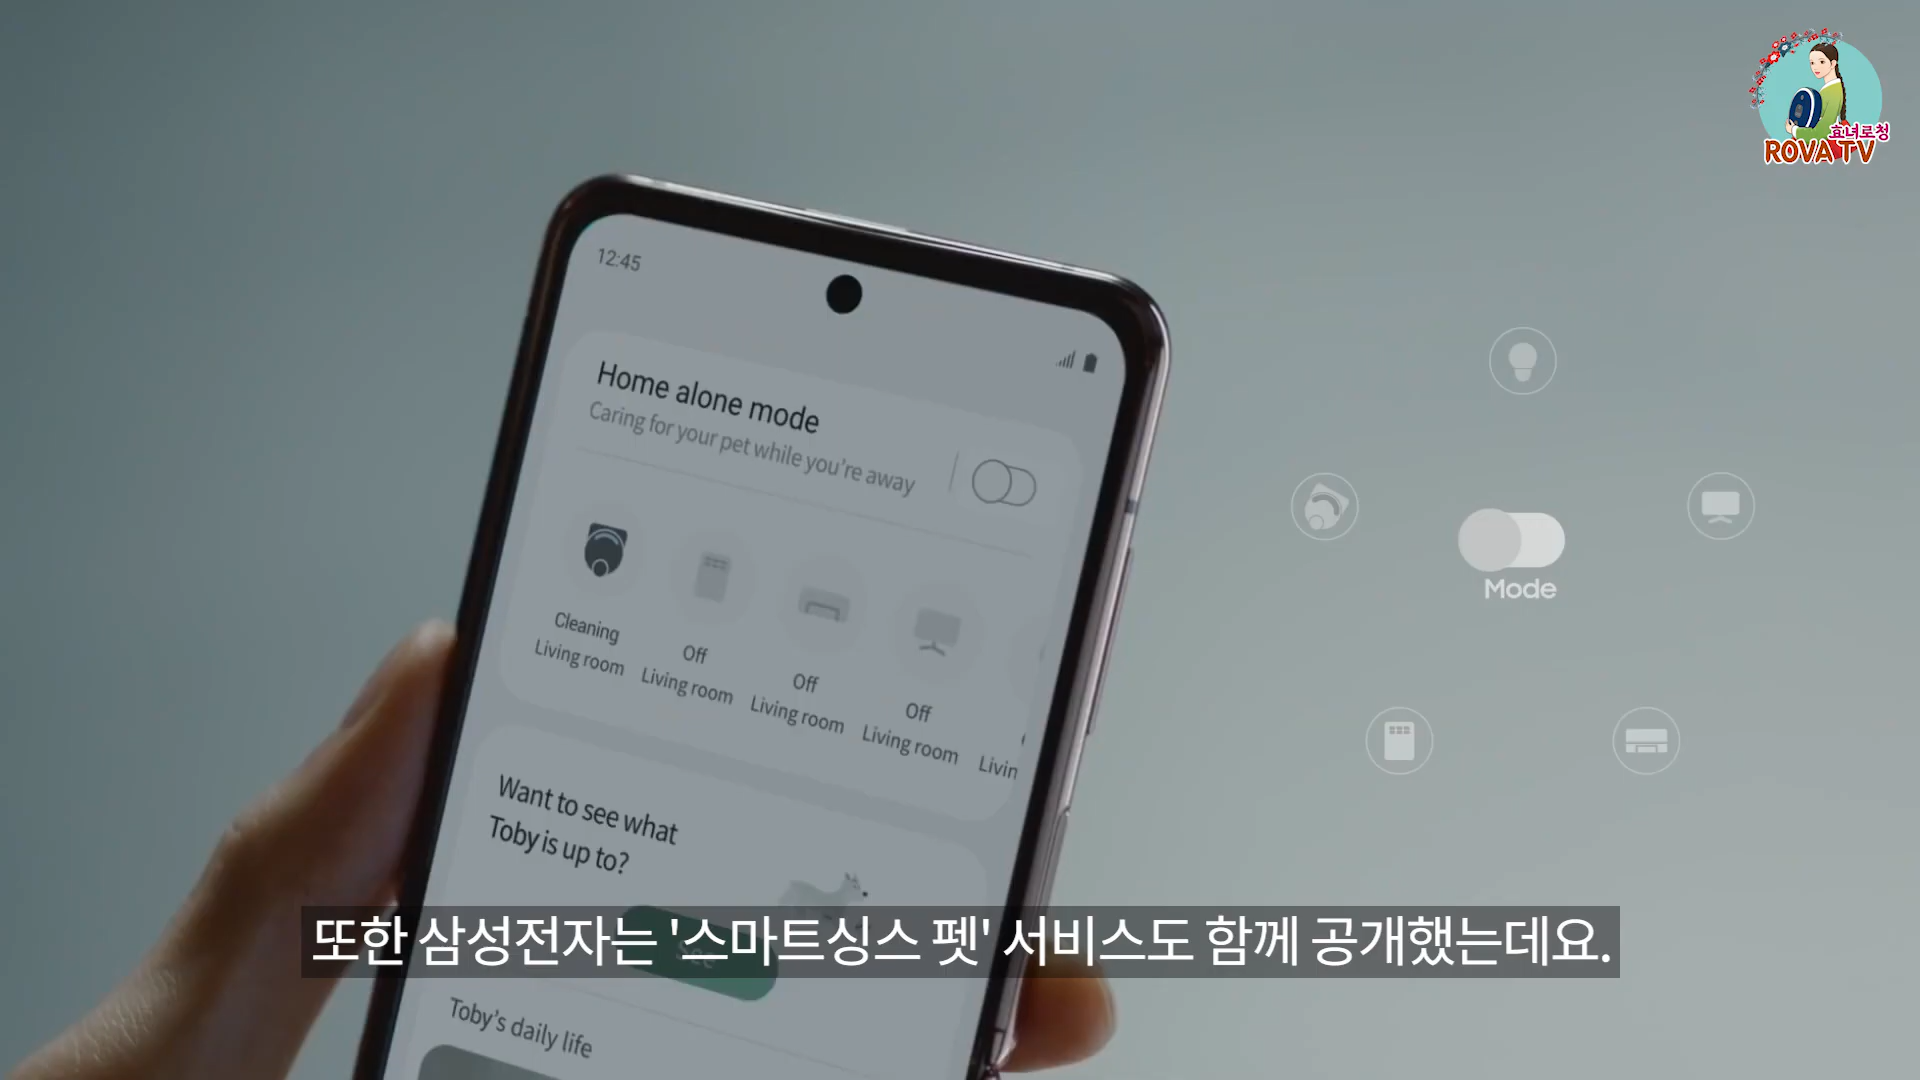 효녀로청
ROVA TV
12:45
Home alone mode
Caring for your pet while you're away
Cleaning
Living room
Off
Living room
Off
Living room
Off
Living room
Livin
Mode
Want to see what
Toby is up to?
See
또한 삼성전자는 '스마트싱스 펫' 서비스도 함께 공개했는데요.
Toby's daily life